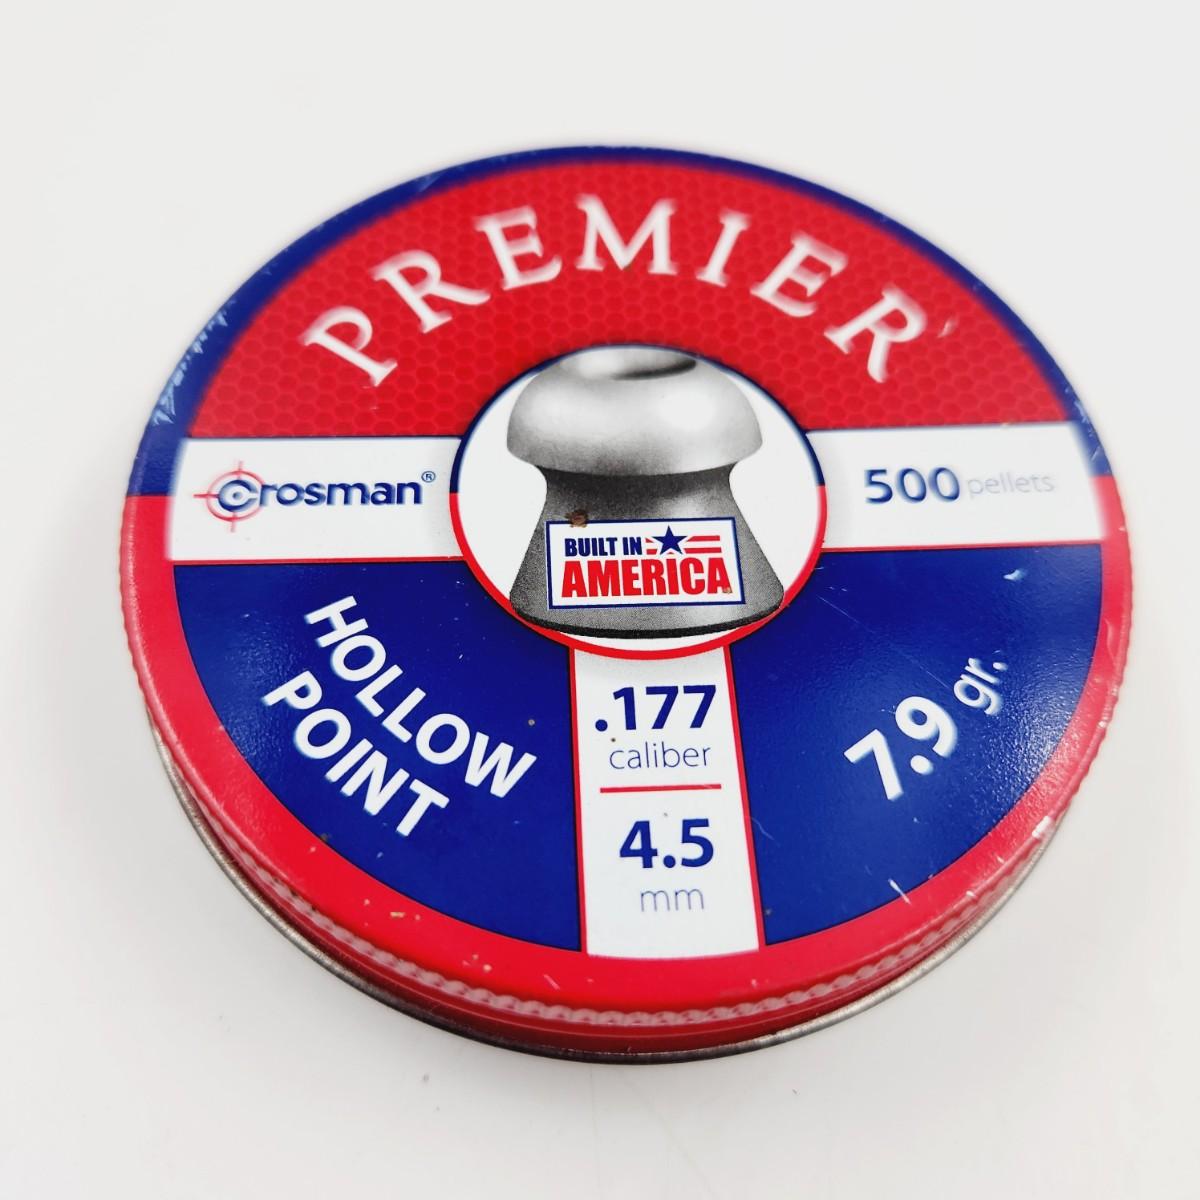 PREMIER
Crosman®
500 pellets
BUILT IN
AMERICA
HOLLOW
POINT
.177
caliber
4.5
mm
7.9 gr.